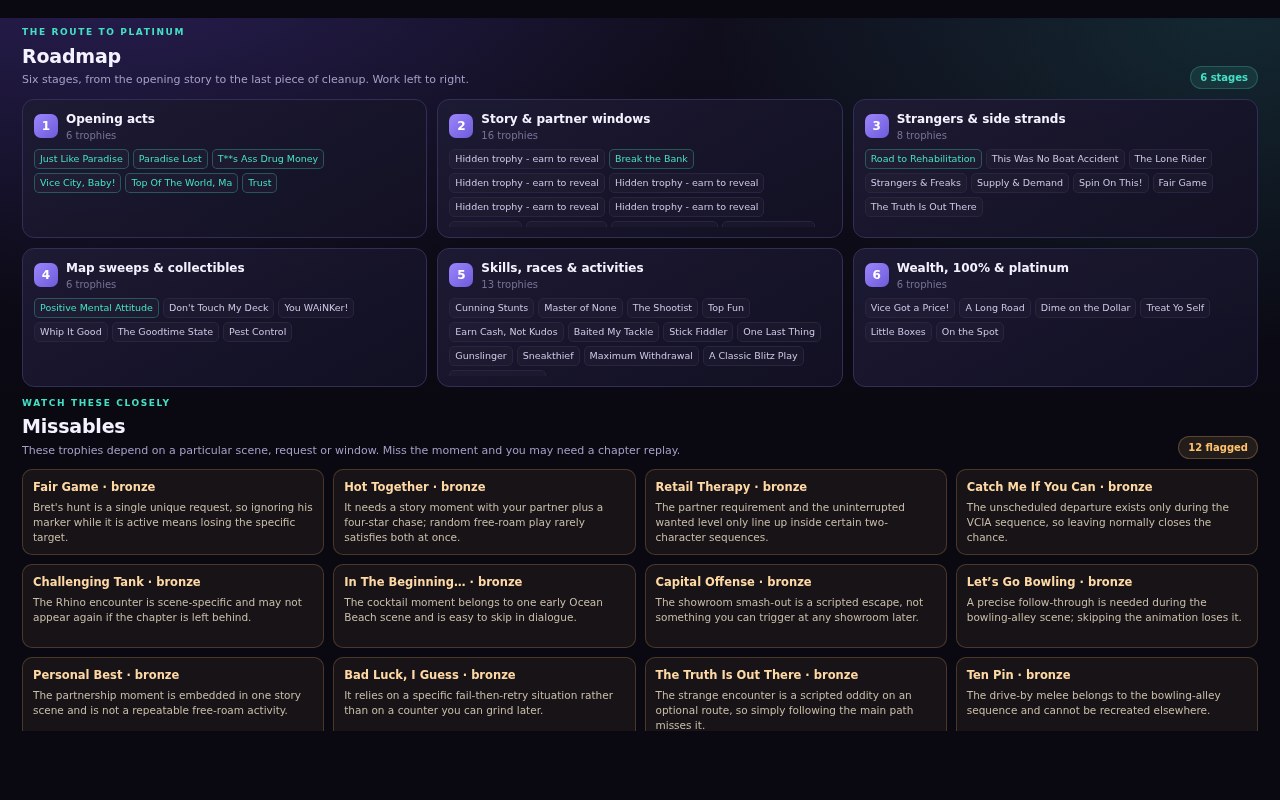 THE ROUTE TO PLATINUM
Roadmap
Six stages, from the opening story to the last piece of cleanup. Work left to right.
6 stages
1
Opening acts
6 trophies
Just Like Paradise
Paradise Lost
T**s Ass Drug Money
Vice City, Baby!
Top Of The World, Ma
Trust
2
Story & partner windows
16 trophies
Hidden trophy - earn to reveal
Break the Bank
Hidden trophy - earn to reveal
Hidden trophy - earn to reveal
Hidden trophy - earn to reveal
Hidden trophy - earn to reveal
3
Strangers & side strands
8 trophies
Road to Rehabilitation
This Was No Boat Accident
The Lone Rider
Strangers & Freaks
Supply & Demand
Spin On This!
Fair Game
The Truth Is Out There
4
Map sweeps & collectibles
6 trophies
Positive Mental Attitude
Don't Touch My Deck
You WAiNKer!
Whip It Good
The Goodtime State
Pest Control
5
Skills, races & activities
13 trophies
Cunning Stunts
Master of None
The Shootist
Top Fun
Earn Cash, Not Kudos
Baited My Tackle
Stick Fiddler
One Last Thing
Gunslinger
Sneakthief
Maximum Withdrawal
A Classic Blitz Play
6
Wealth, 100% & platinum
6 trophies
Vice Got a Price!
A Long Road
Dime on the Dollar
Treat Yo Self
Little Boxes
On the Spot
WATCH THESE CLOSELY
Missables
These trophies depend on a particular scene, request or window. Miss the moment and you may need a chapter replay.
12 flagged
Fair Game · bronze
Bret's hunt is a single unique request, so ignoring his
marker while it is active means losing the specific
target.
Hot Together · bronze
It needs a story moment with your partner plus a
four-star chase; random free-roam play rarely
satisfies both at once.
Retail Therapy · bronze
The partner requirement and the uninterrupted
wanted level only line up inside certain two-
character sequences.
Catch Me If You Can · bronze
The unscheduled departure exists only during the
VCIA sequence, so leaving normally closes the
chance.
Challenging Tank · bronze
The Rhino encounter is scene-specific and may not
appear again if the chapter is left behind.
In The Beginning… · bronze
The cocktail moment belongs to one early Ocean
Beach scene and is easy to skip in dialogue.
Capital Offense · bronze
The showroom smash-out is a scripted escape, not
something you can trigger at any showroom later.
Let’s Go Bowling · bronze
A precise follow-through is needed during the
bowling-alley scene; skipping the animation loses it.
Personal Best · bronze
The partnership moment is embedded in one story
scene and is not a repeatable free-roam activity.
Bad Luck, I Guess · bronze
It relies on a specific fail-then-retry situation rather
than on a counter you can grind later.
The Truth Is Out There · bronze
The strange encounter is a scripted oddity on an
optional route, so simply following the main path
misses it.
Ten Pin · bronze
The drive-by melee belongs to the bowling-alley
sequence and cannot be recreated elsewhere.